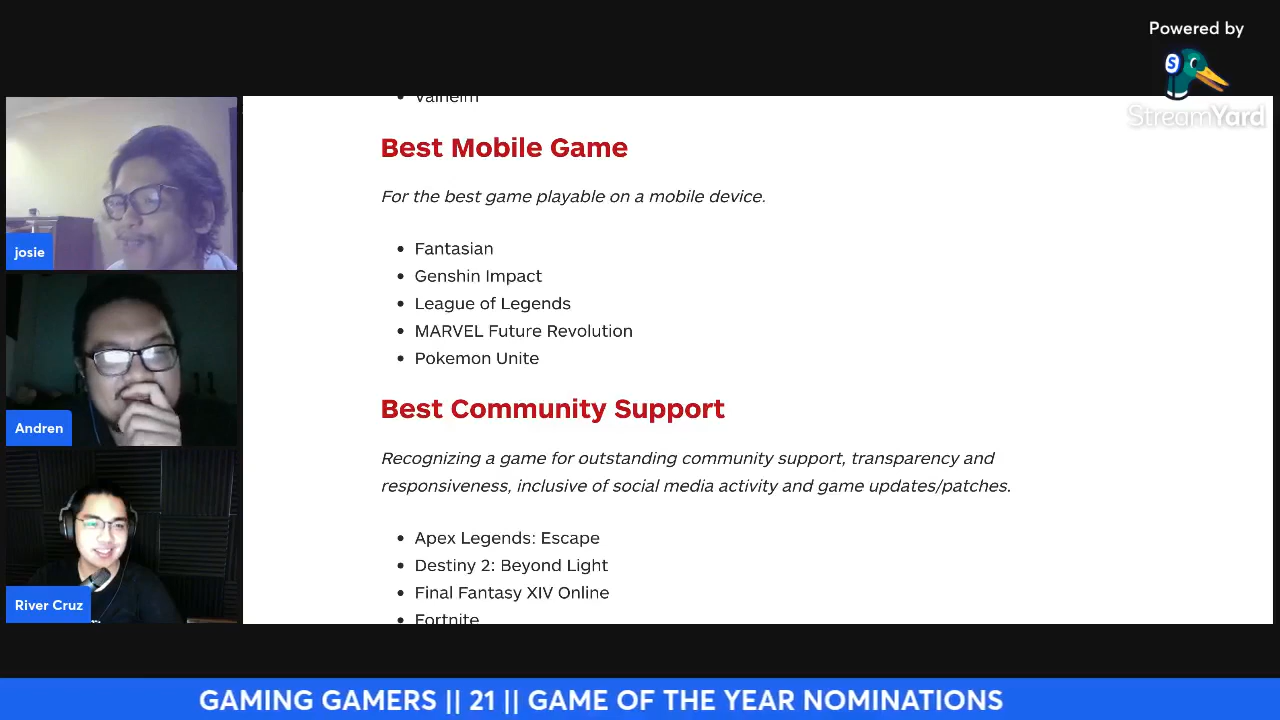 Powered by
S
StreamYard
Valheim
Best Mobile Game
For the best game playable on a mobile device.
• Fantasian
• Genshin Impact
• League of Legends
• MARVEL Future Revolution
• Pokemon Unite
Best Community Support
Recognizing a game for outstanding community support, transparency and
responsiveness, inclusive of social media activity and game updates/patches.
• Apex Legends: Escape
• Destiny 2: Beyond Light
• Final Fantasy XIV Online
• Fortnite
josie
Andren
River Cruz
GAMING GAMERS || 21 || GAME OF THE YEAR NOMINATIONS